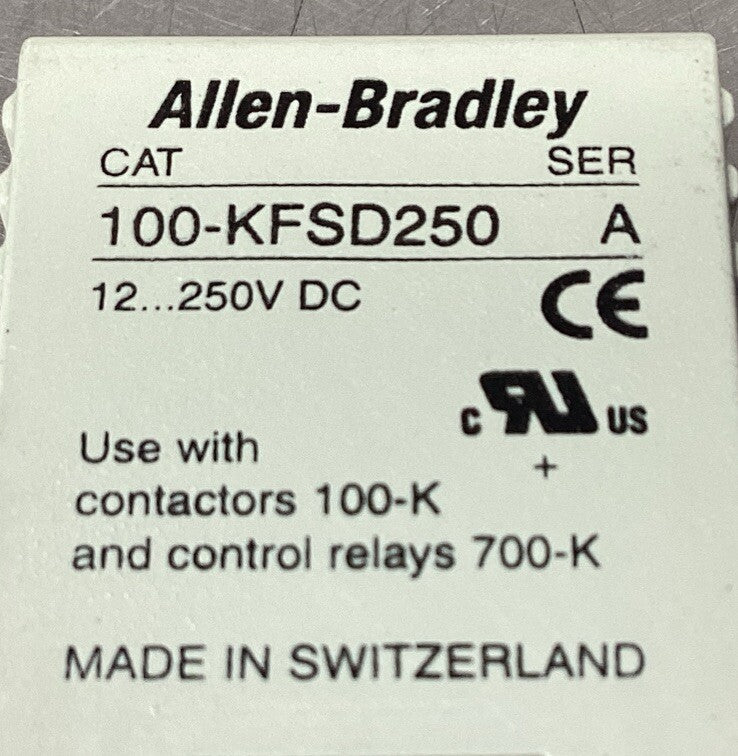 Allen-Bradley
CAT SER
100-KFSD250 A
12...250V DC CE
c RU US
Use with +
contactors 100-K
and control relays 700-K
MADE IN SWITZERLAND